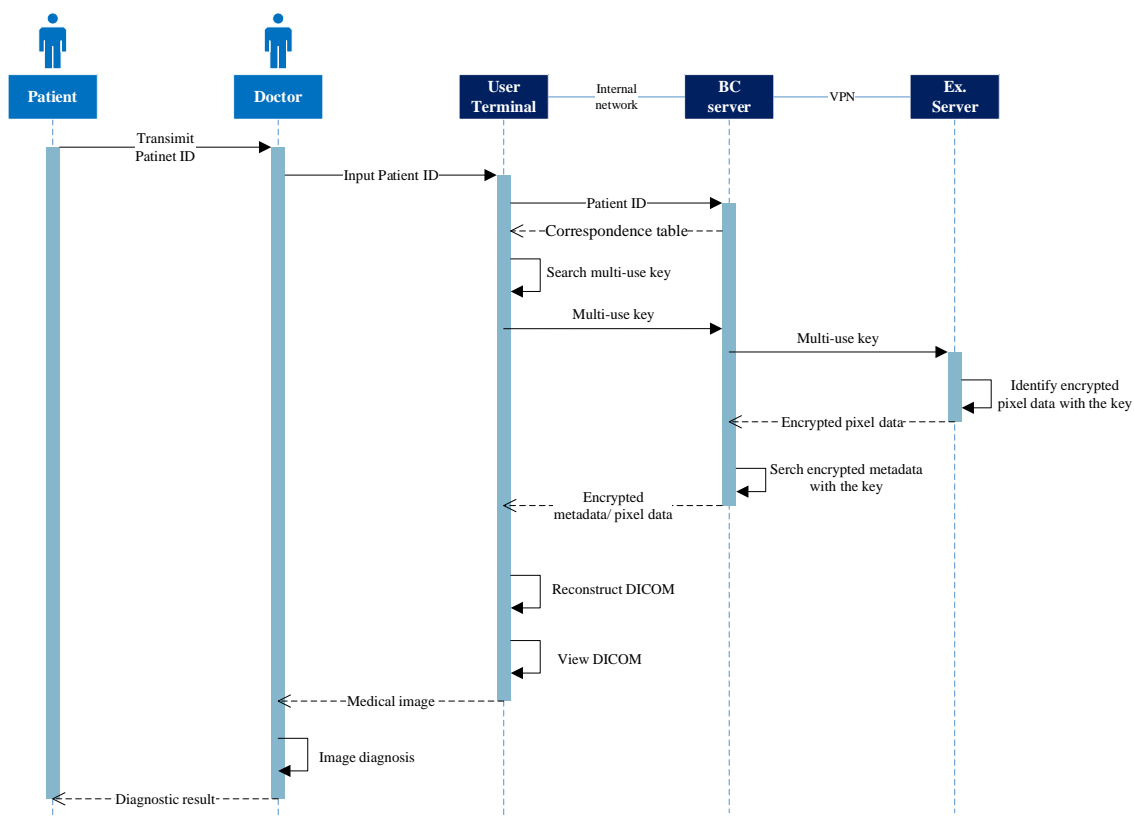 Patient
Doctor
User
Terminal
Internal
network
BC
server
VPN
Ex.
Server
Transimit
Patinet ID
Input Patient ID
Patient ID
Correspondence table
Search multi-use key
Multi-use key
Multi-use key
Identify encrypted
pixel data with the key
Encrypted pixel data
Serch encrypted metadata
with the key
Encrypted
metadata/ pixel data
Reconstruct DICOM
View DICOM
Medical image
Image diagnosis
Diagnostic result